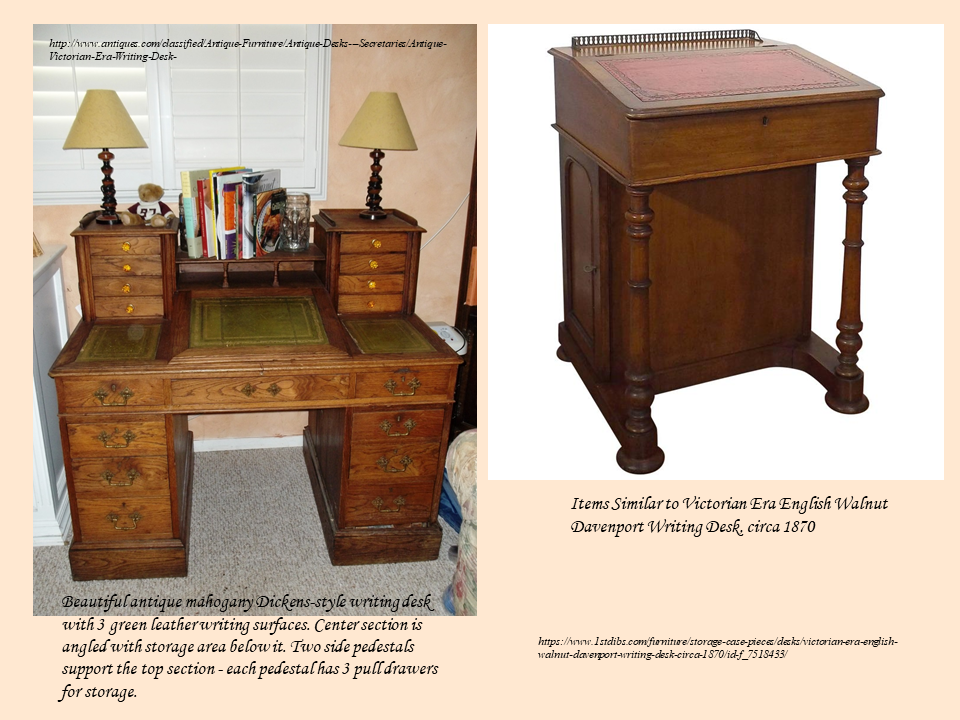 http://www.antiques.com/classified/Antique-Furniture/Antique-Desks---Secretaries/Antique-
Victorian-Era-Writing-Desk-
Beautiful antique mahogany Dickens-style writing desk
with 3 green leather writing surfaces. Center section is
angled with storage area below it. Two side pedestals
support the top section - each pedestal has 3 pull drawers
for storage.
Items Similar to Victorian Era English Walnut
Davenport Writing Desk, circa 1870
https://www.1stdibs.com/furniture/storage-case-pieces/desks/victorian-era-english-
walnut-davenport-writing-desk-circa-1870/id-f_7518433/